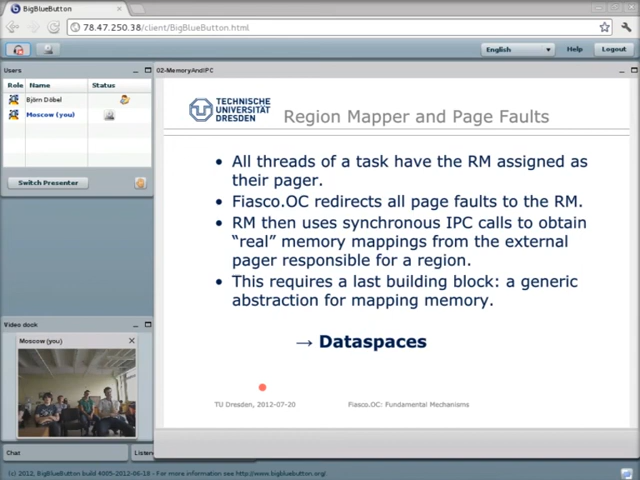 BigBlueButton
78.47.250.38/client/BigBlueButton.html
English
Help
Logout
Users
Role Name Status
Björn Döbel
Moscow (you)
Switch Presenter
Video dock
Moscow (you)
Chat
Listen
02-MemoryAndIPC
TECHNISCHE
UNIVERSITÄT
DRESDEN
Region Mapper and Page Faults
• All threads of a task have the RM assigned as
their pager.
• Fiasco.OC redirects all page faults to the RM.
• RM then uses synchronous IPC calls to obtain
“real” memory mappings from the external
pager responsible for a region.
• This requires a last building block: a generic
abstraction for mapping memory.
→ Dataspaces
TU Dresden, 2012-07-20
Fiasco.OC: Fundamental Mechanisms
(c) 2012, BigBlueButton build 4005-2012-06-18 - For more information see http://www.bigbluebutton.org/.